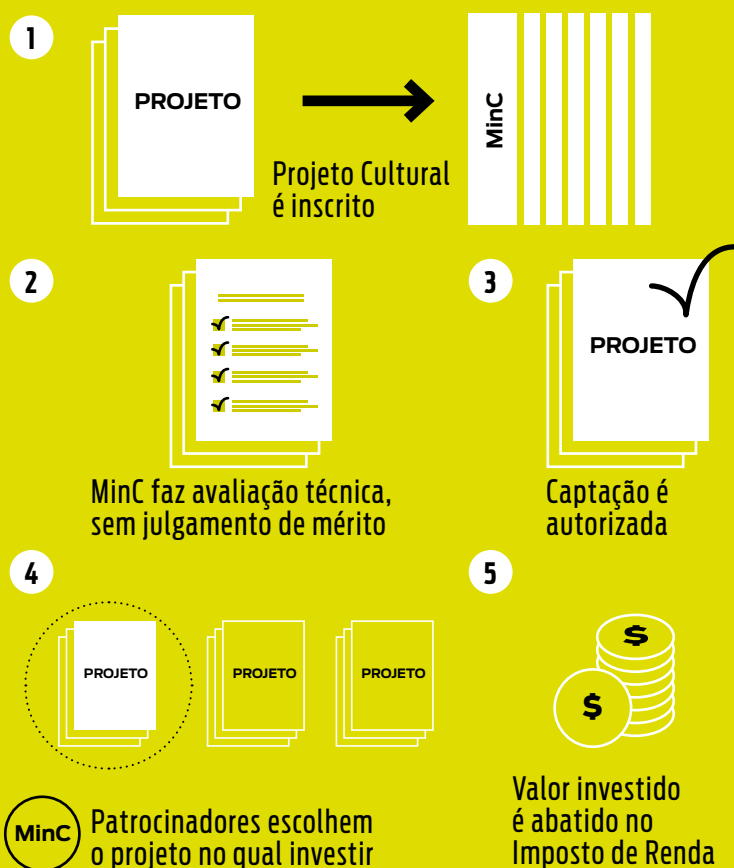 1
PROJETO
MinC
Projeto Cultural
é inscrito
2
MinC faz avaliação técnica,
sem julgamento de mérito
3
PROJETO
Captação é
autorizada
4
PROJETO
PROJETO
PROJETO
MinC
Patrocinadores escolhem
o projeto no qual investir
5
$
$
Valor investido
é abatido no
Imposto de Renda